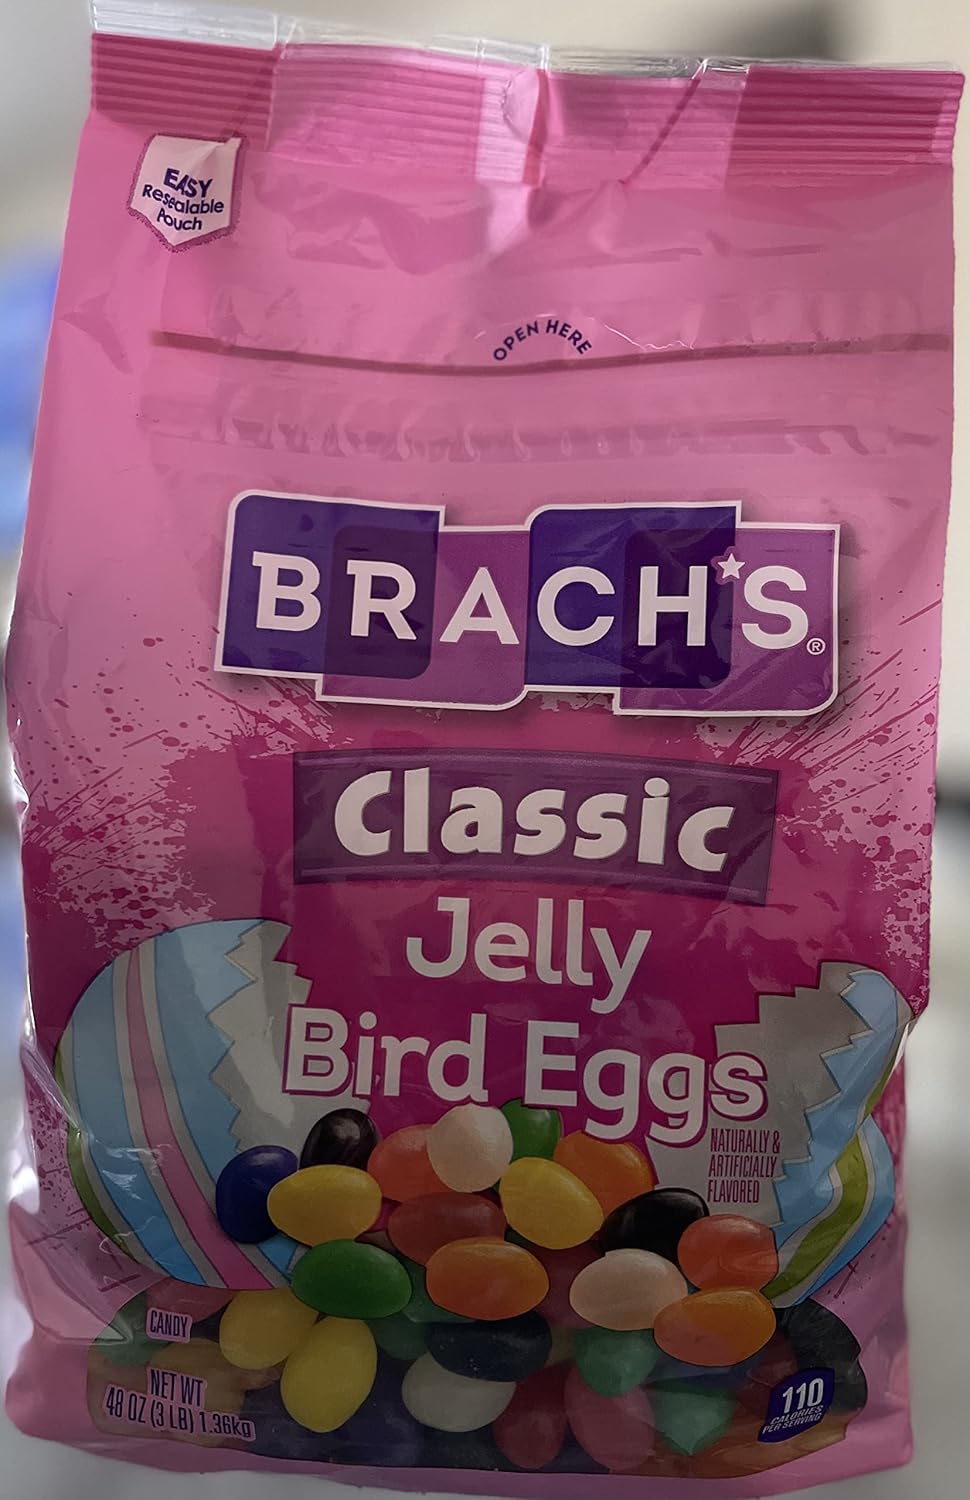 EASY
Resealable
Pouch
OPEN HERE
BRACH'S®
Classic
Jelly
Bird Eggs
NATURALLY &
ARTIFICIALLY
FLAVORED
CANDY
NET WT
48 OZ (3 LB) 1.36kg
110
CALORIES
PER SERVING